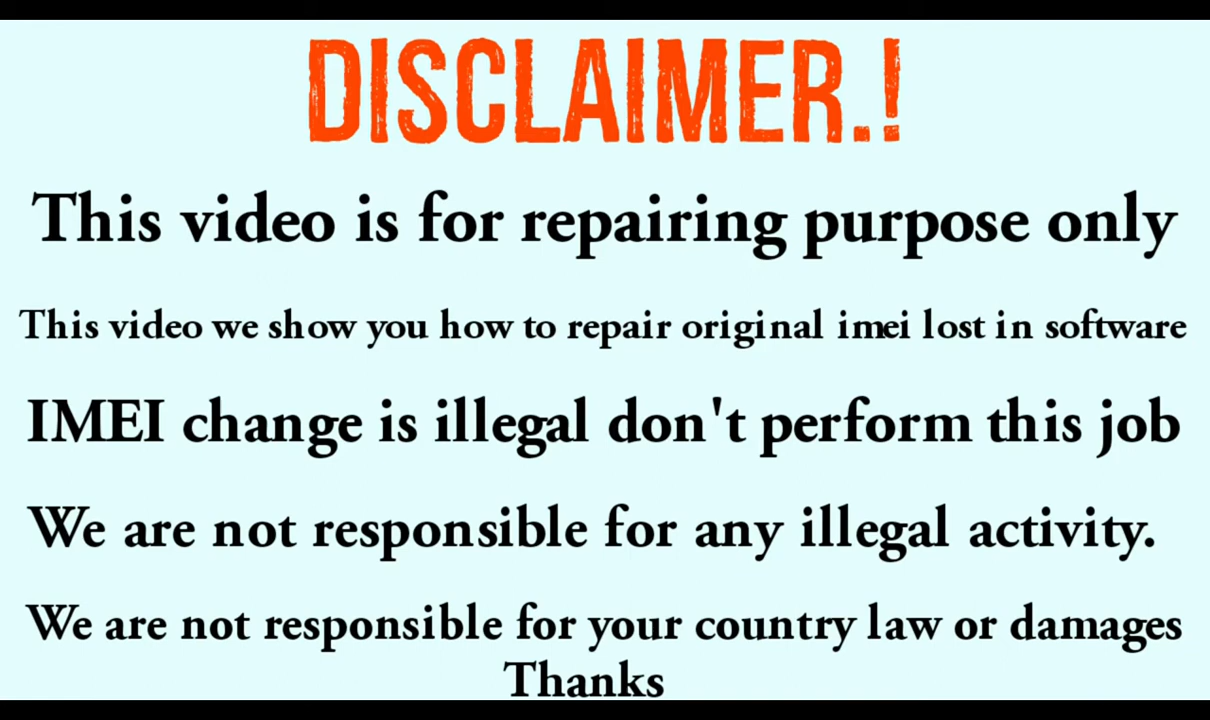 DISCLAIMER.!
This video is for repairing purpose only
This video we show you how to repair original imei lost in software
IMEI change is illegal don't perform this job
We are not responsible for any illegal activity.
We are not responsible for your country law or damages
Thanks